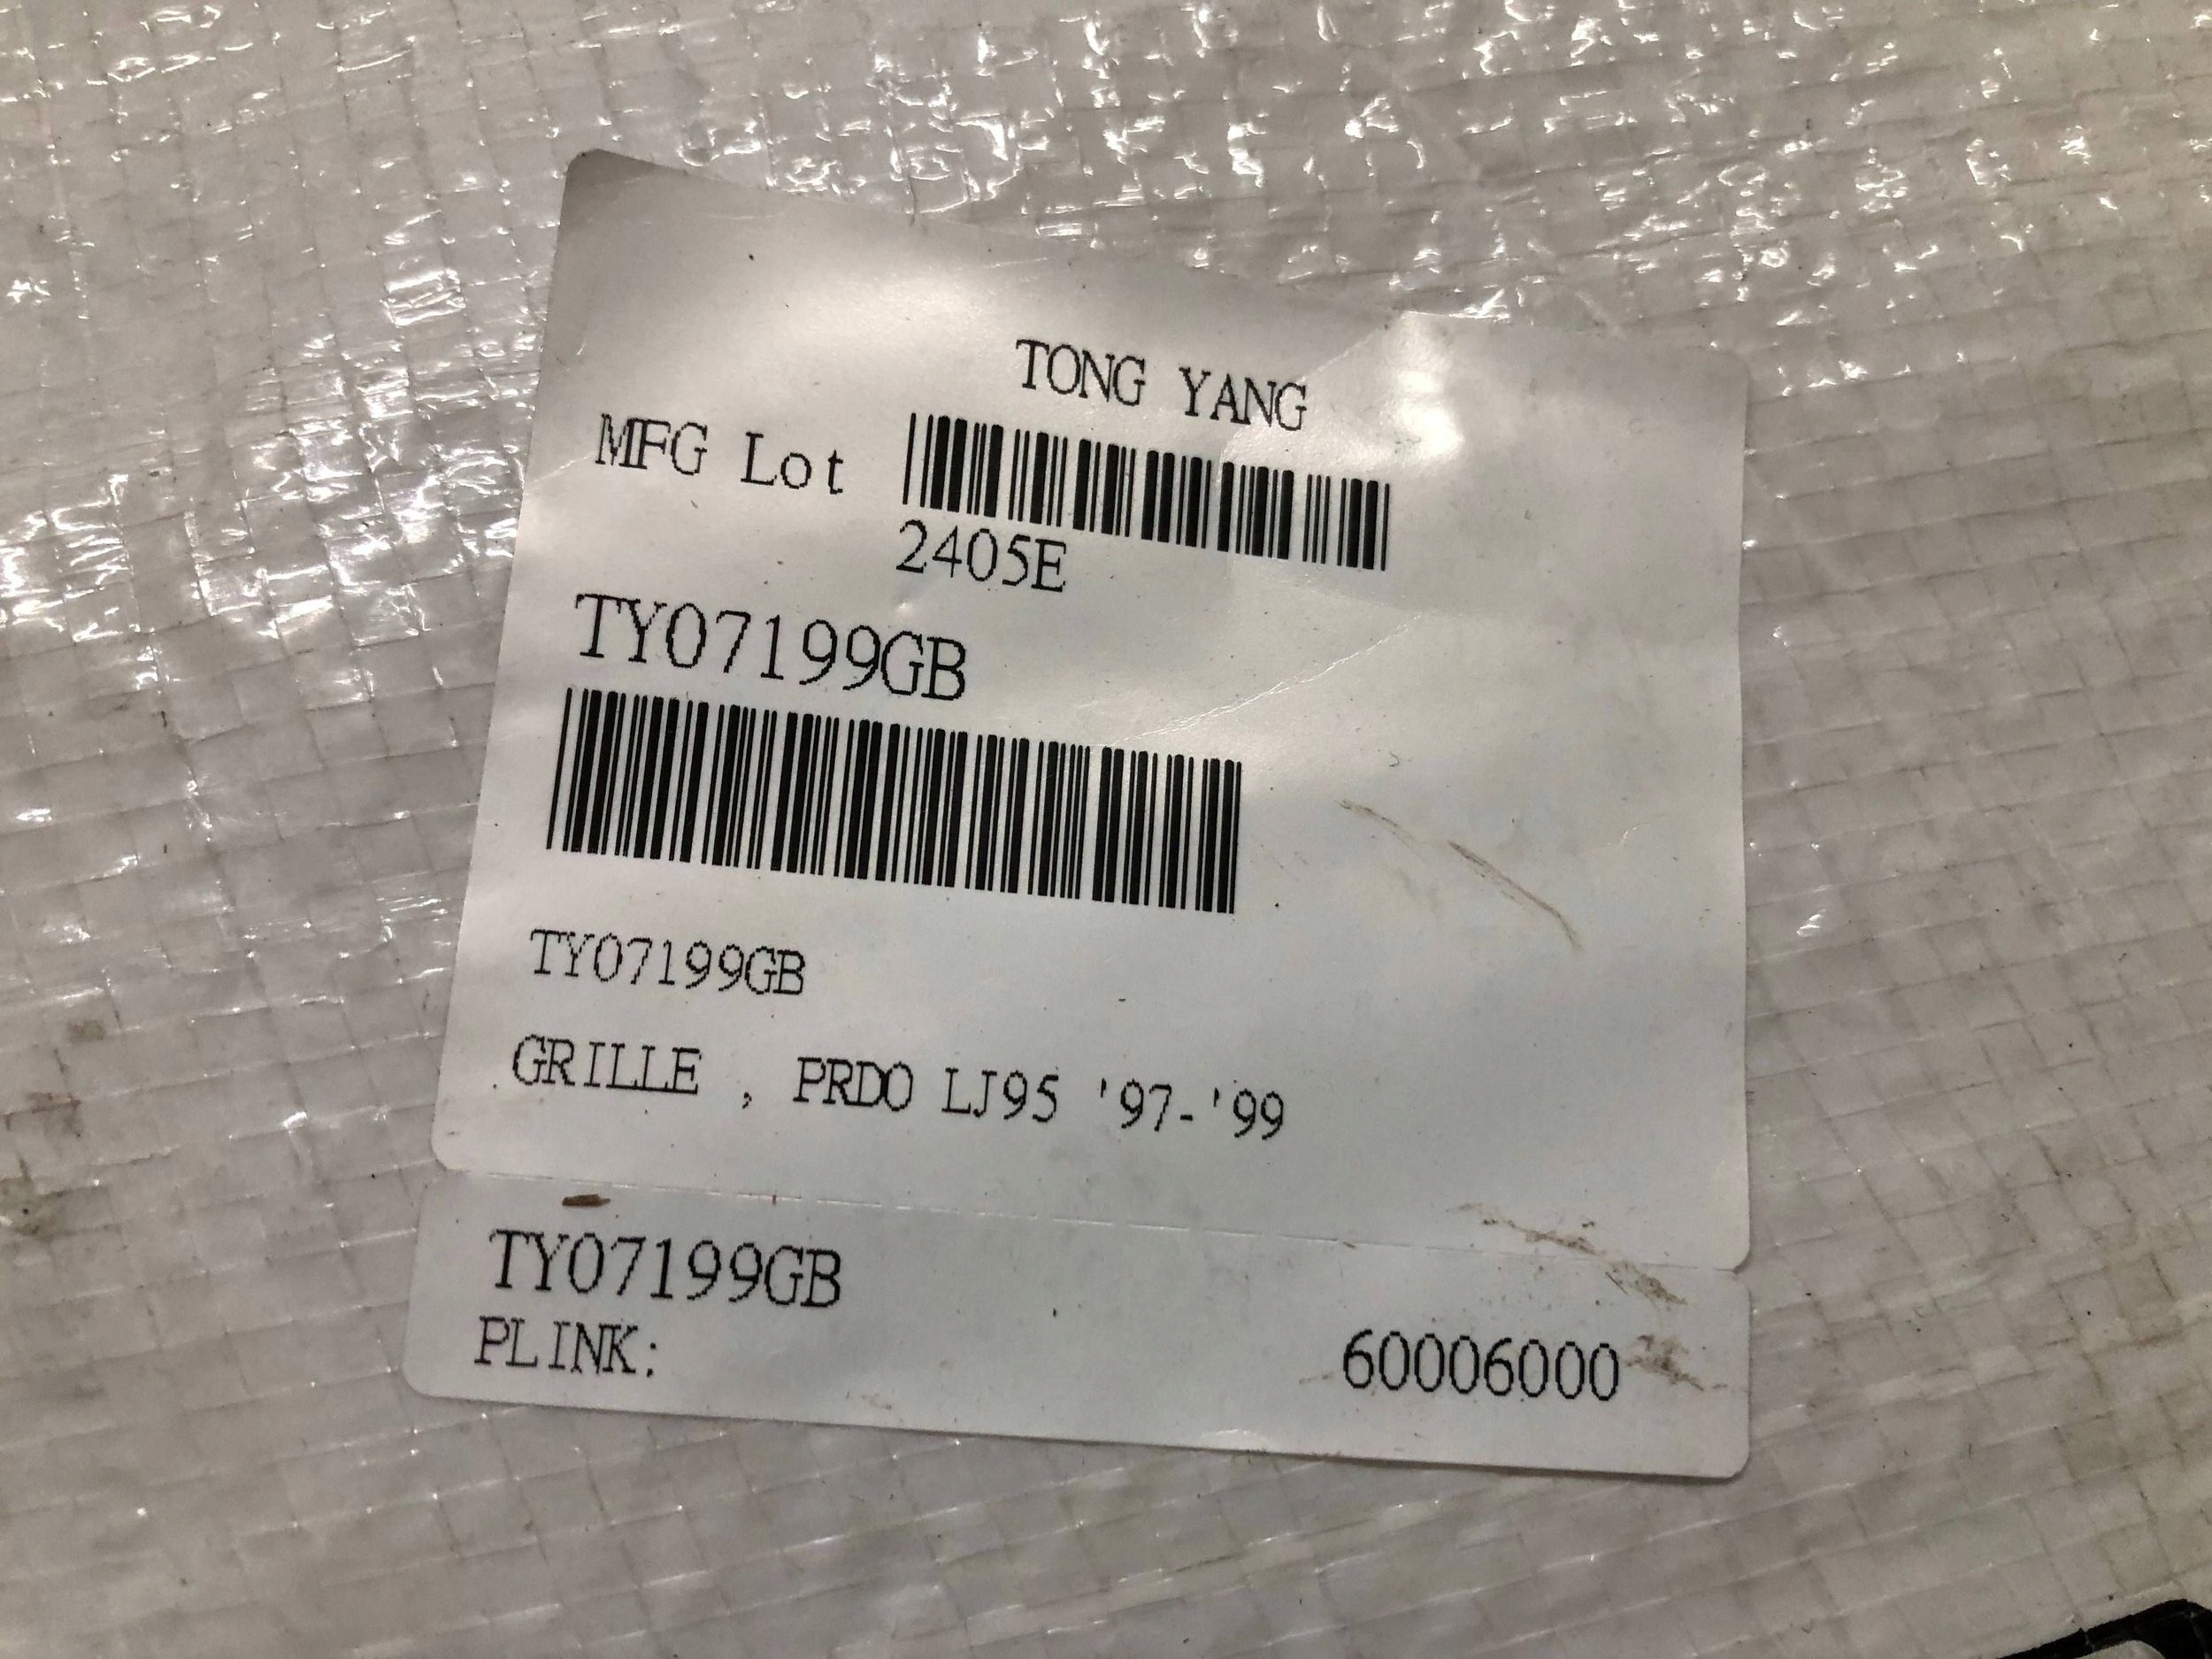 TONG YANG
MFG Lot
2405E
TY07199GB
TY07199GB
GRILLE , PRDO LJ95 '97-'99
TY07199GB
PLINK: 60006000